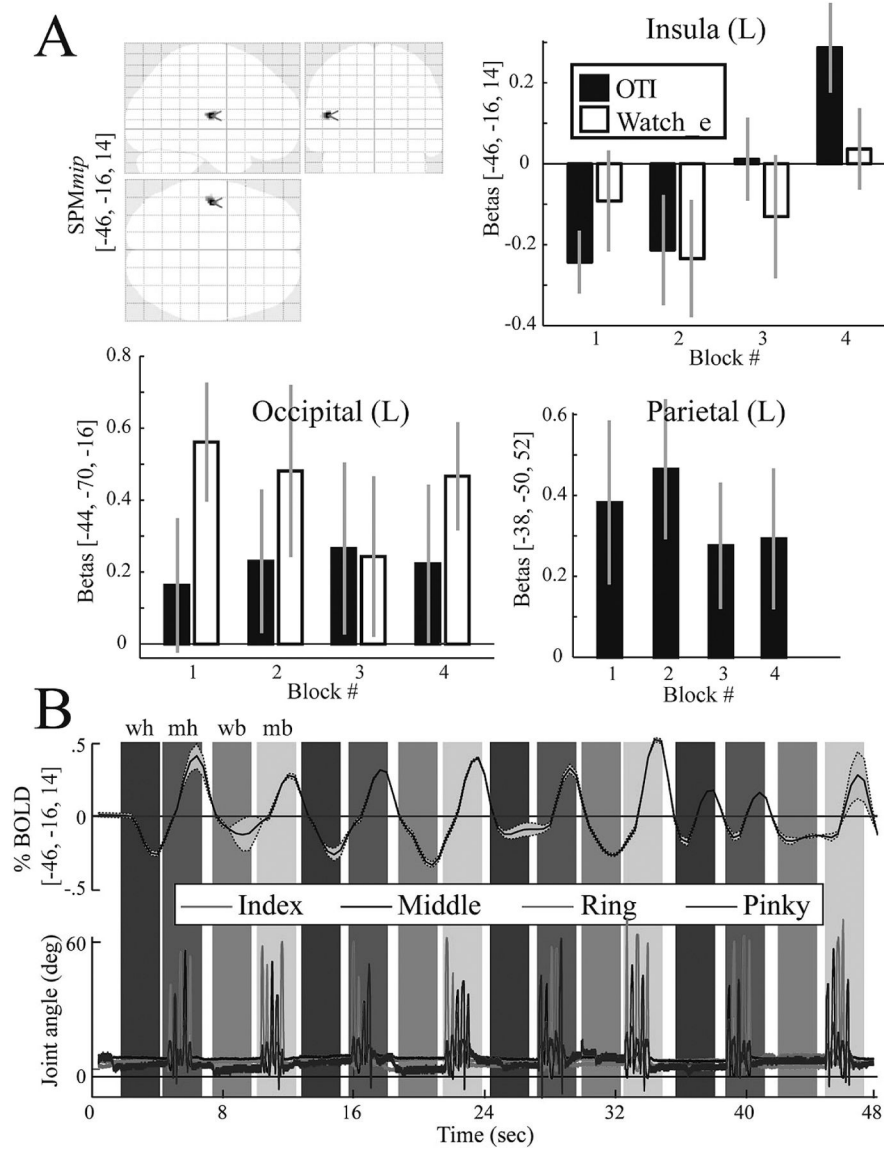 A
SPMmip
[-46, -16, 14]
Insula (L)
OTI
Watch_e
Betas [-46, -16, 14]
0.2
0
-0.2
-0.4
1 2 3 4
Block #
Occipital (L)
Betas [-44, -70, -16]
0.8
0.6
0.4
0.2
0
1 2 3 4
Block #
Parietal (L)
Betas [-38, -50, 52]
0.6
0.4
0.2
0
1 2 3 4
Block #
B
wh mh wb mb
% BOLD
[-46, -16, 14]
.5
0
-.5
Index Middle Ring Pinky
Joint angle (deg)
60
0
0 8 16 24 32 40 48
Time (sec)